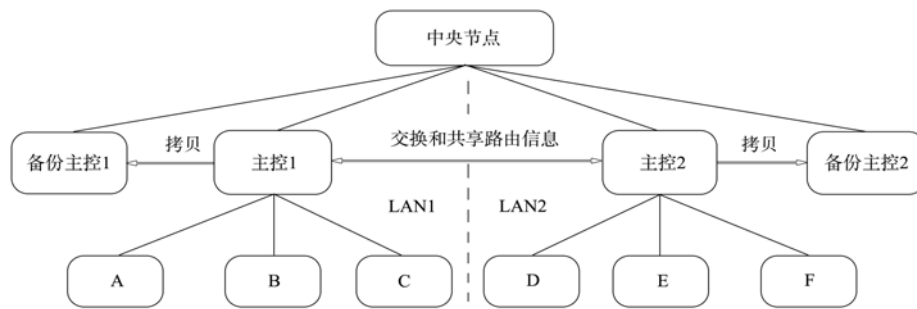 中央节点
备份主控1
拷贝
主控1
交换和共享路由信息
主控2
拷贝
备份主控2
LAN1
LAN2
A
B
C
D
E
F